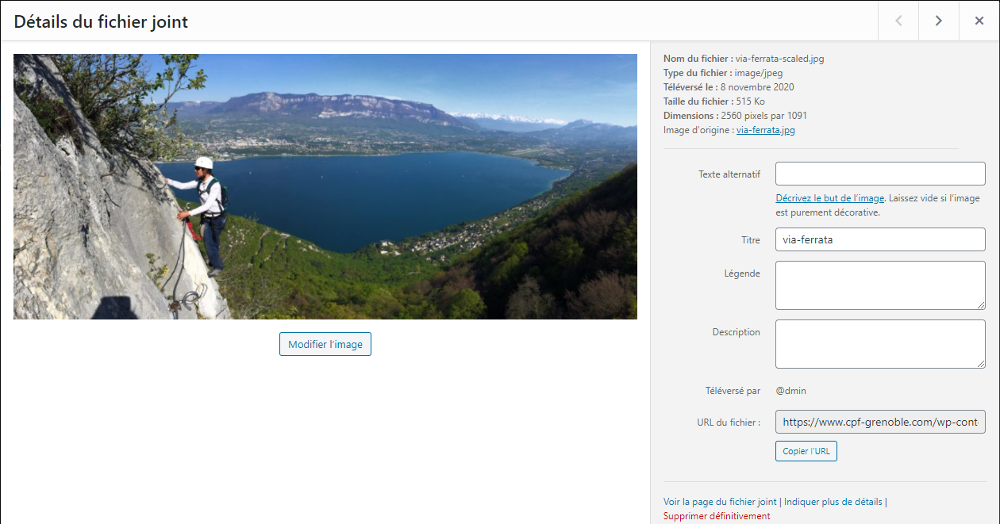 Détails du fichier joint
Nom du fichier : via-ferrata-scaled.jpg
Type du fichier : image/jpeg
Téléversé le : 8 novembre 2020
Taille du fichier : 515 Ko
Dimensions : 2560 pixels par 1091
Image d’origine : via-ferrata.jpg
Texte alternatif
Décrivez le but de l’image. Laissez vide si l’image
est purement décorative.
Titre via-ferrata
Légende
Description
Modifier l’image
Téléversé par @dmin
URL du fichier : https://www.cpf-grenoble.com/wp-cont
Copier l’URL
Voir la page du fichier joint | Indiquer plus de détails |
Supprimer définitivement